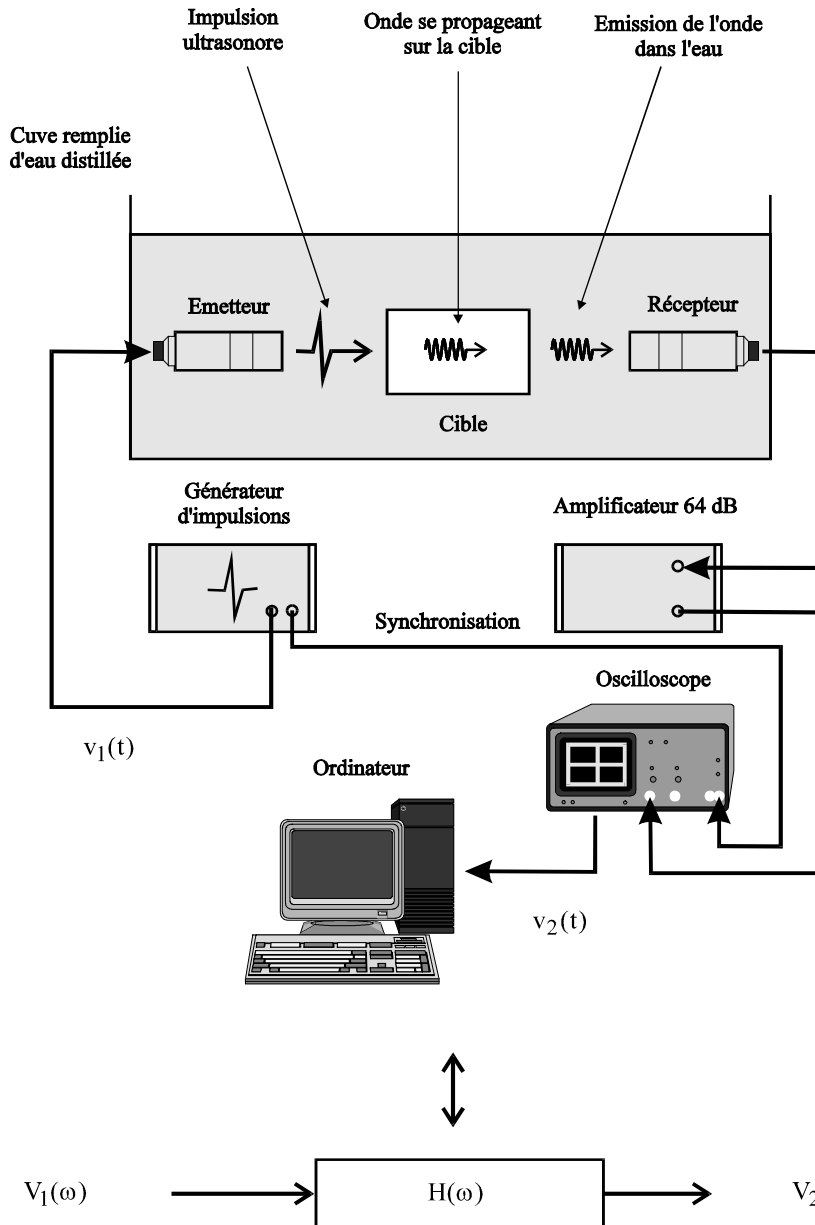 Impulsion
ultrasonore
Onde se propageant
sur la cible
Emission de l'onde
dans l'eau
Cuve remplie
d'eau distillée
Emetteur
Récepteur
Cible
Générateur
d'impulsions
Amplificateur 64 dB
Synchronisation
Oscilloscope
v1(t)
Ordinateur
v2(t)
V1(ω)
H(ω)
V2